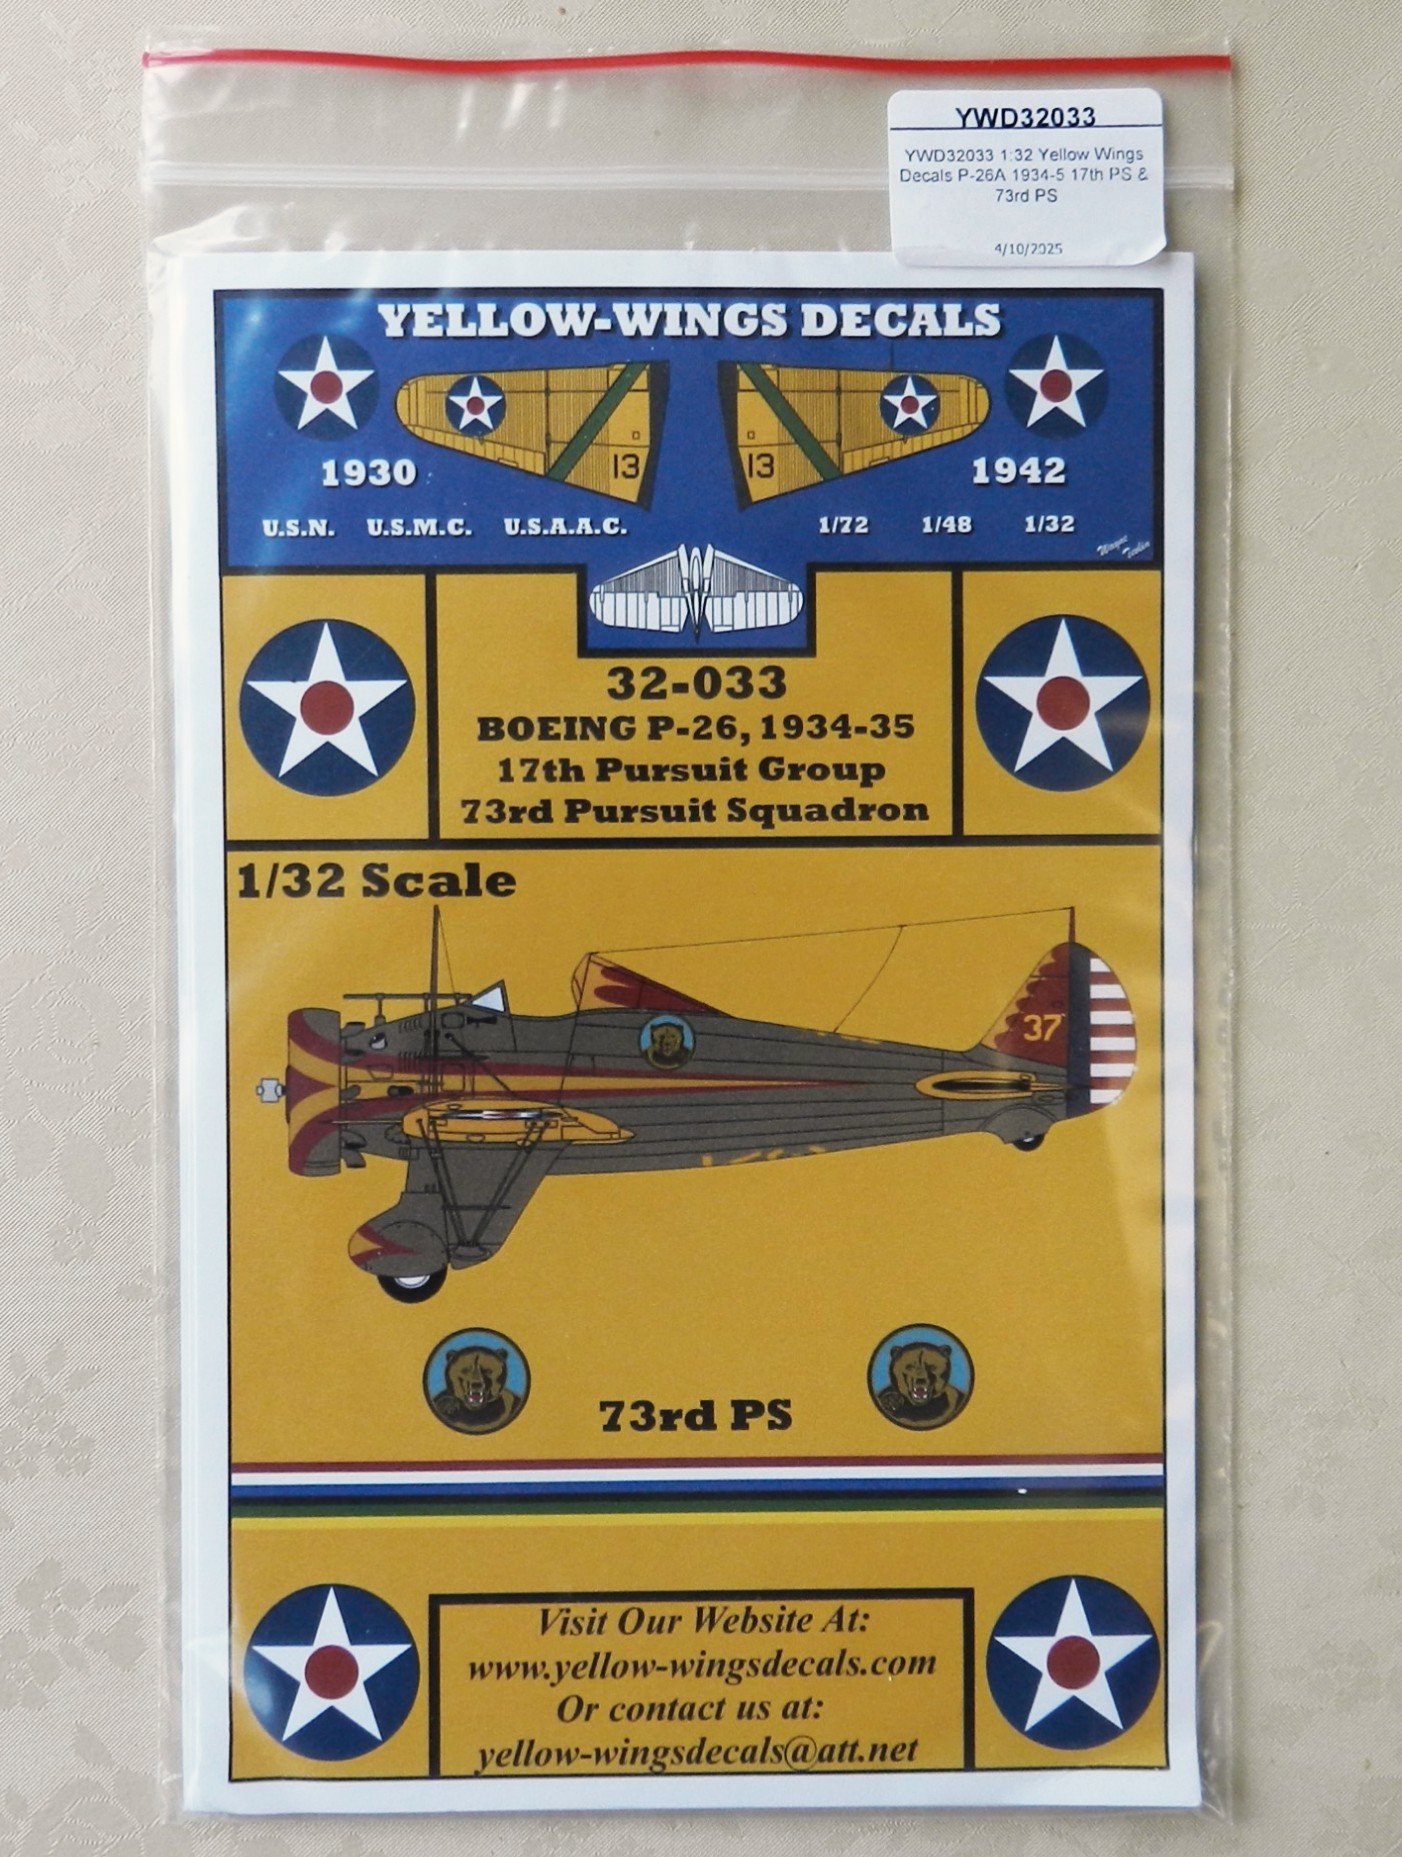 YWD32033
YWD32033 1:32 Yellow Wings
Decals P-26A 1934-5 17th PS &
73rd PS
4/10/2025
YELLOW-WINGS DECALS
13 13
1930 1942
U.S.N. U.S.M.C. U.S.A.A.C. 1/72 1/48 1/32
Wayne
32-033
BOEING P-26, 1934-35
17th Pursuit Group
73rd Pursuit Squadron
1/32 Scale
37
73rd PS
Visit Our Website At:
www.yellow-wingsdecals.com
Or contact us at:
yellow-wingsdecals@att.net